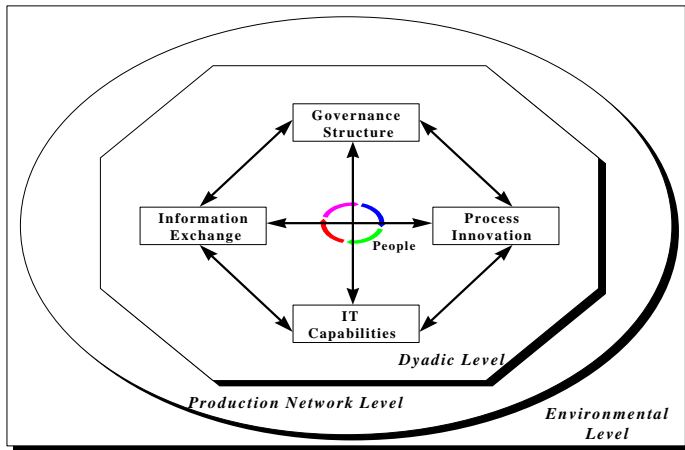 Governance
Structure
Information
Exchange
Process
Innovation
People
IT
Capabilities
Dyadic Level
Production Network Level
Environmental
Level